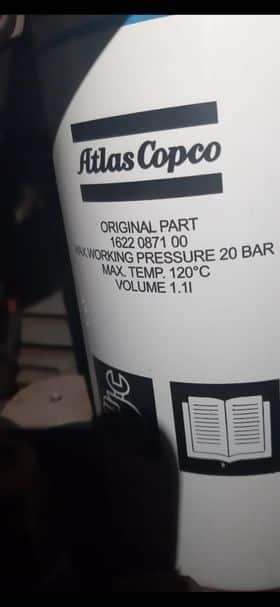 Atlas Copco
ORIGINAL PART
1622 0871 00
MAX.WORKING PRESSURE 20 BAR
MAX. TEMP. 120°C
VOLUME 1.1l